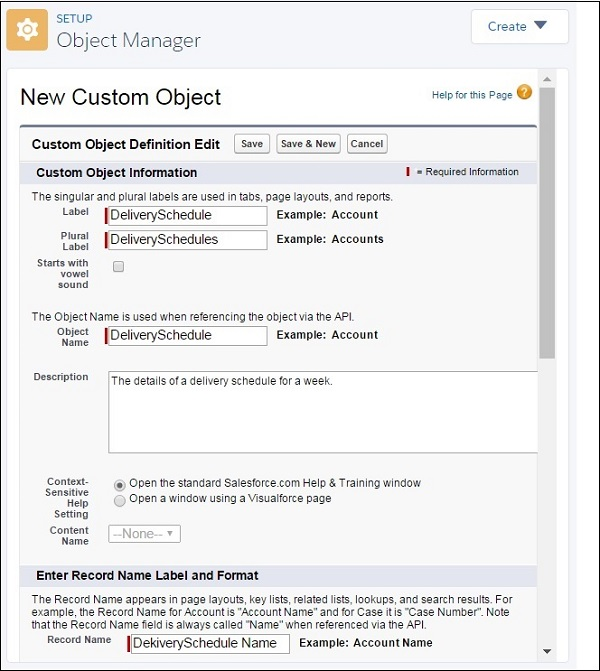 SETUP
Object Manager
Create
New Custom Object
Help for this Page ?
Custom Object Definition Edit Save Save & New Cancel
Custom Object Information = Required Information
The singular and plural labels are used in tabs, page layouts, and reports.
Label DeliverySchedule Example: Account
Plural Label DeliverySchedules Example: Accounts
Starts with vowel sound
The Object Name is used when referencing the object via the API.
Object Name DeliverySchedule Example: Account
Description The details of a delivery schedule for a week.
Context-Sensitive Help Setting
Open the standard Salesforce.com Help & Training window
Open a window using a Visualforce page
Content Name --None--
Enter Record Name Label and Format
The Record Name appears in page layouts, key lists, related lists, lookups, and search results. For
example, the Record Name for Account is "Account Name" and for Case it is "Case Number". Note
that the Record Name field is always called "Name" when referenced via the API.
Record Name DekiverySchedule Name Example: Account Name